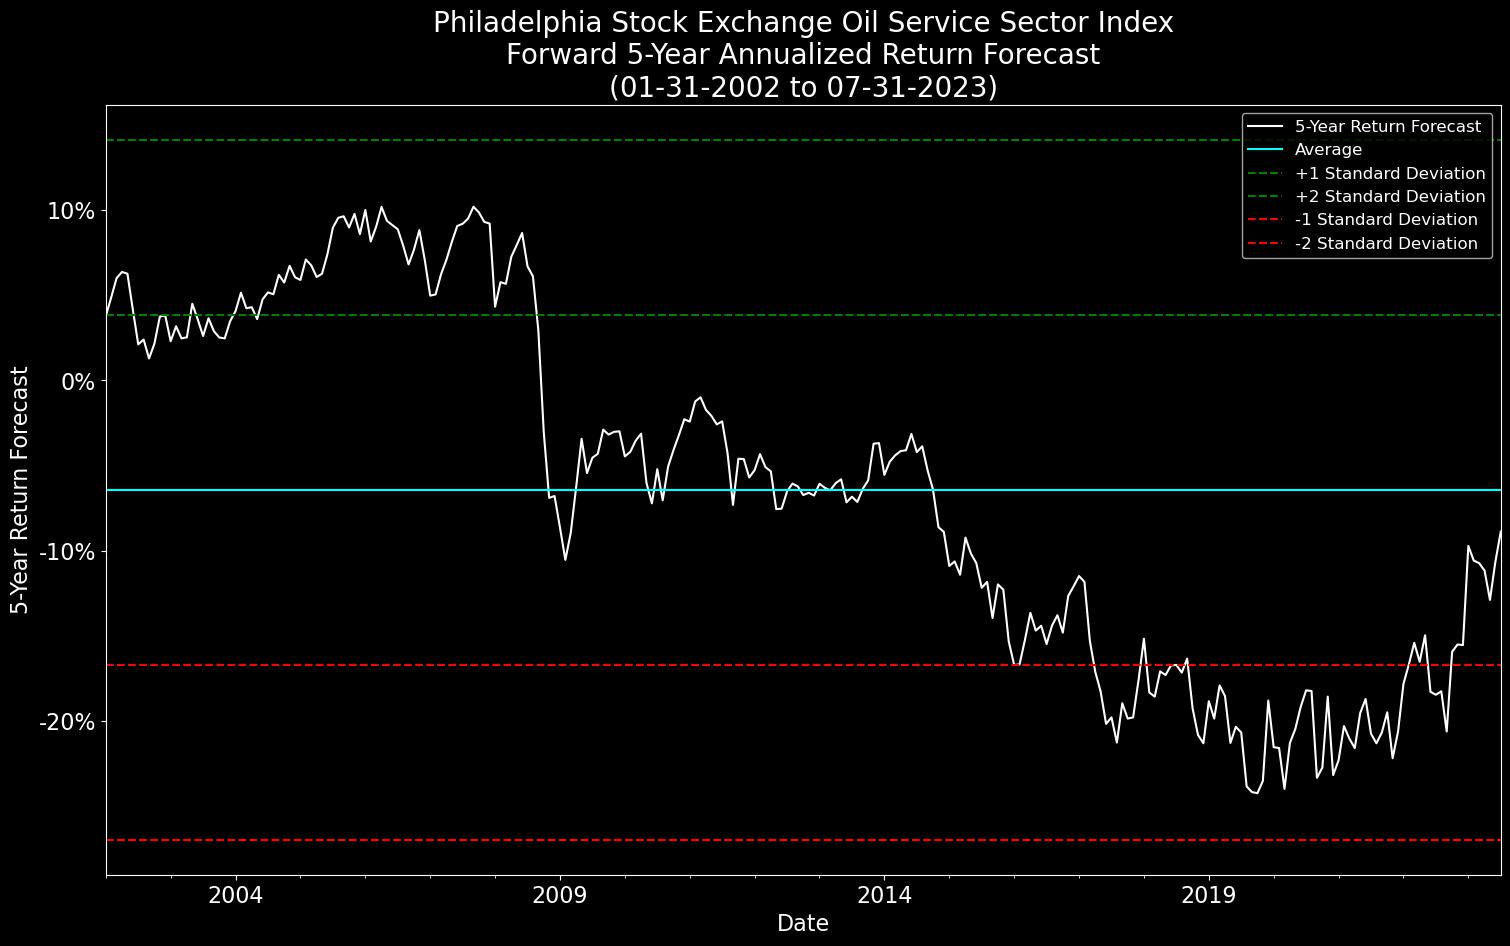 Philadelphia Stock Exchange Oil Service Sector Index
Forward 5-Year Annualized Return Forecast
(01-31-2002 to 07-31-2023)
5-Year Return Forecast
Average
+1 Standard Deviation
+2 Standard Deviation
-1 Standard Deviation
-2 Standard Deviation
5-Year Return Forecast
10%
0%
-10%
-20%
2004
2009
2014
2019
Date